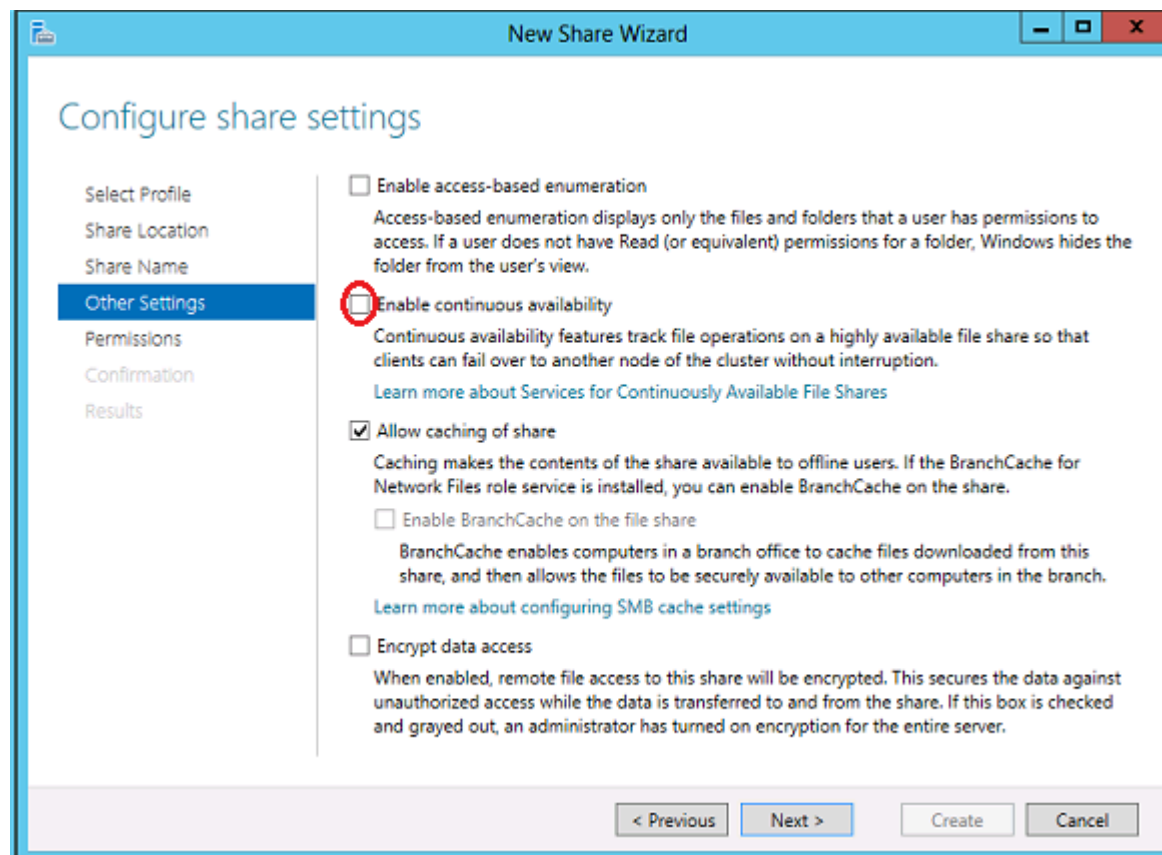 New Share Wizard
Configure share settings
Select Profile
Share Location
Share Name
Other Settings
Permissions
Confirmation
Results
Enable access-based enumeration
Access-based enumeration displays only the files and folders that a user has permissions to
access. If a user does not have Read (or equivalent) permissions for a folder, Windows hides the
folder from the user's view.
Enable continuous availability
Continuous availability features track file operations on a highly available file share so that
clients can fail over to another node of the cluster without interruption.
Learn more about Services for Continuously Available File Shares
Allow caching of share
Caching makes the contents of the share available to offline users. If the BranchCache for
Network Files role service is installed, you can enable BranchCache on the share.
Enable BranchCache on the file share
BranchCache enables computers in a branch office to cache files downloaded from this
share, and then allows the files to be securely available to other computers in the branch.
Learn more about configuring SMB cache settings
Encrypt data access
When enabled, remote file access to this share will be encrypted. This secures the data against
unauthorized access while the data is transferred to and from the share. If this box is checked
and grayed out, an administrator has turned on encryption for the entire server.
< Previous
Next >
Create
Cancel